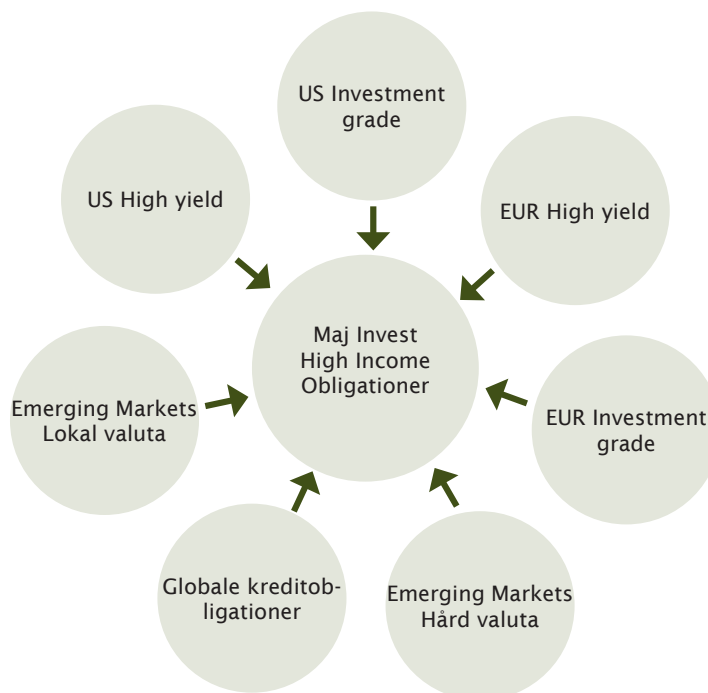 US Investment
grade
US High yield
EUR High yield
Maj Invest
High Income
Obligationer
Emerging Markets
Lokal valuta
EUR Investment
grade
Globale kreditob-
ligationer
Emerging Markets
Hård valuta